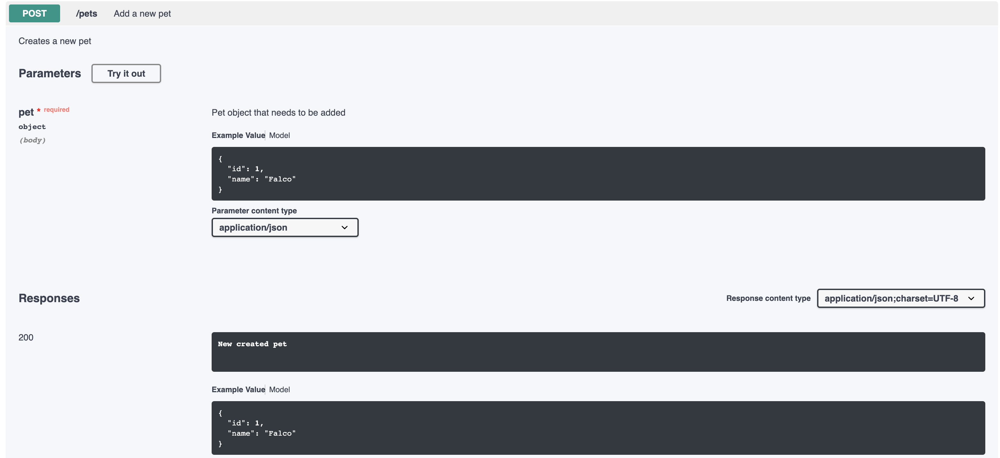 POST /pets Add a new pet
Creates a new pet
Parameters Try it out
pet * required
object
(body)
Pet object that needs to be added
Example Value Model
{
  "id": 1,
  "name": "Falco"
}
Parameter content type
application/json
Responses
Response content type application/json;charset=UTF-8
200
New created pet
Example Value Model
{
  "id": 1,
  "name": "Falco"
}